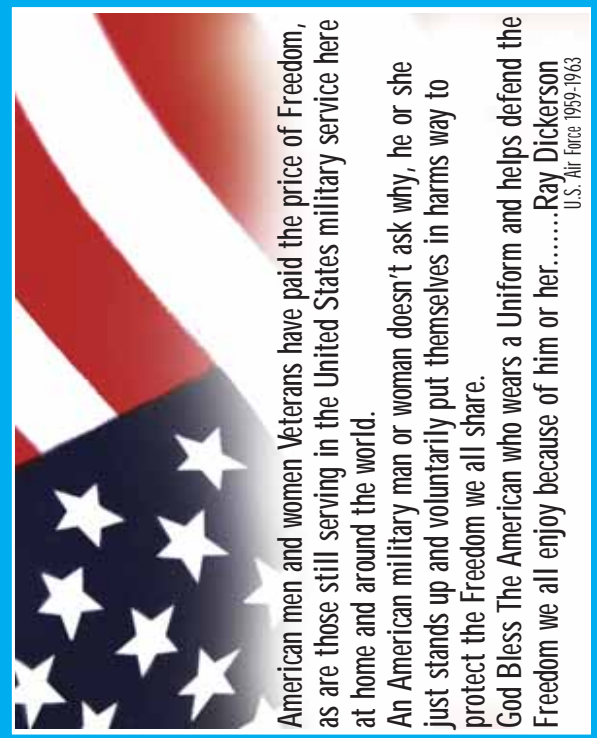 American men and women Veterans have paid the price of Freedom,
as are those still serving in the United States military service here
at home and around the world.
An American military man or woman doesn't ask why, he or she
just stands up and voluntarily put themselves in harms way to
protect the Freedom we all share.
God Bless The American who wears a Uniform and helps defend the
Freedom we all enjoy because of him or her.......Ray Dickerson
U.S. Air Force 1959-1963